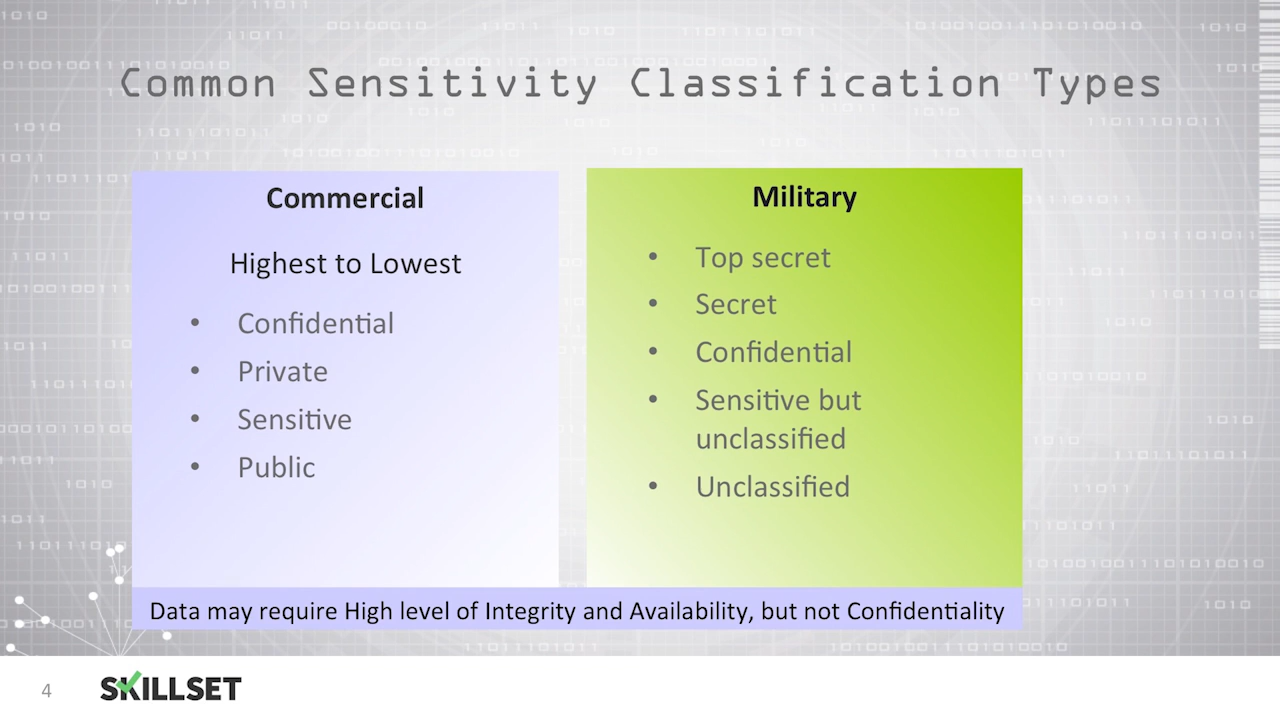 Common Sensitivity Classification Types
Commercial
Highest to Lowest
• Confidential
• Private
• Sensitive
• Public
Military
• Top secret
• Secret
• Confidential
• Sensitive but
unclassified
• Unclassified
Data may require High level of Integrity and Availability, but not Confidentiality
4
SKILLSET